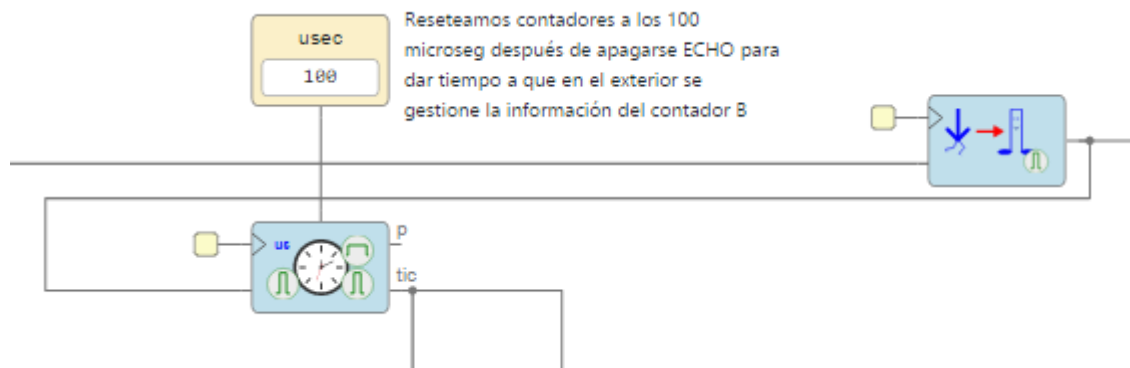 usec
100
Reseteamos contadores a los 100
microseg después de apagarse ECHO para
dar tiempo a que en el exterior se
gestione la información del contador B
us
p
tic